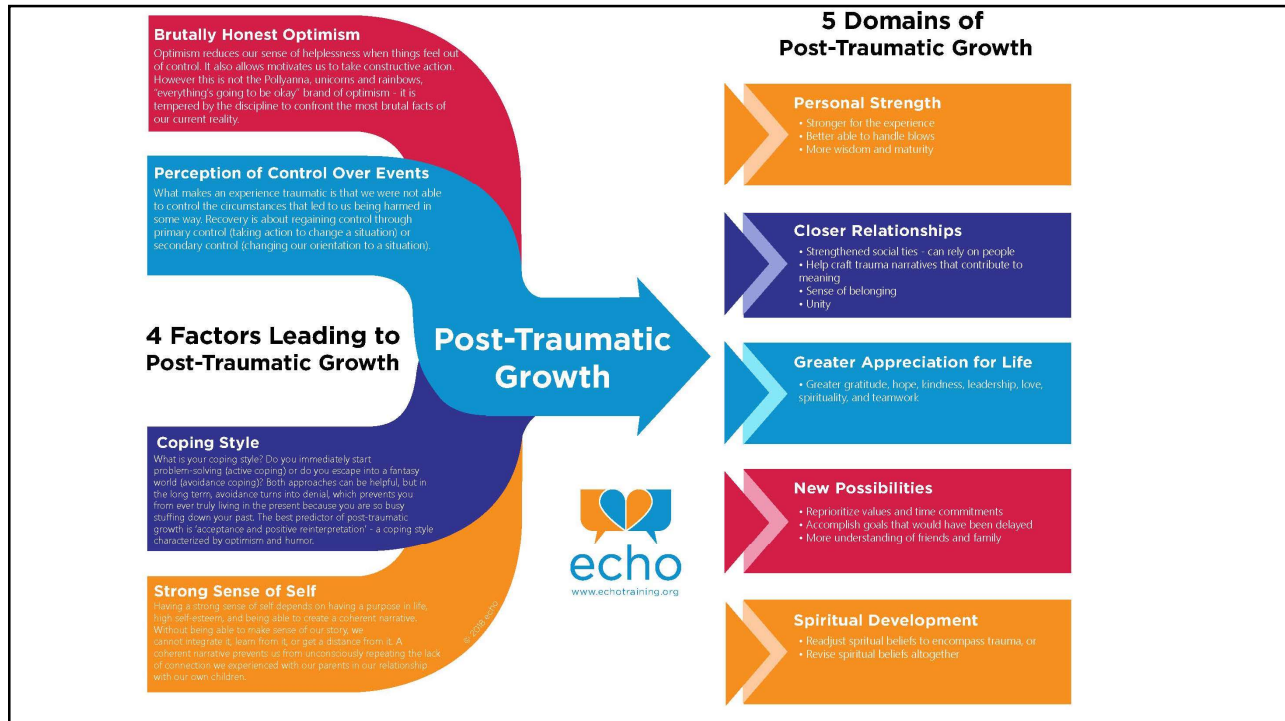 Brutally Honest Optimism
Optimism reduces our sense of helplessness when things feel out
of control. It also allows motivates us to take constructive action.
However this is not the Pollyanna, unicorns and rainbows,
"everything's going to be okay" brand of optimism - it is
tempered by the discipline to confront the most brutal facts of
our current reality.
Perception of Control Over Events
What makes an experience traumatic is that we were not able
to control the circumstances that led to us being harmed in
some way. Recovery is about regaining control through
primary control (taking action to change a situation) or
secondary control (changing our orientation to a situation).
4 Factors Leading to
Post-Traumatic Growth
Coping Style
What is your coping style? Do you immediately start
problem-solving (active coping) or do you escape into a fantasy
world (avoidance coping)? Both approaches can be helpful, but in
the long term, avoidance turns into denial, which prevents you
from ever truly living in the present because you are so busy
stuffing down your past. The best predictor of post-traumatic
growth is 'acceptance and positive reinterpretation' - a coping style
characterized by optimism and humor.
Strong Sense of Self
Having a strong sense of self depends on having a purpose in life,
high self-esteem, and being able to create a coherent narrative.
Without being able to make sense of our story, we
cannot integrate it, learn from it, or get a distance from it. A
coherent narrative prevents us from unconsciously repeating the lack
of connection we experienced with our parents in our relationship
with our own children.
© 2018 echo
Post-Traumatic
Growth
echo
www.echotraining.org
5 Domains of
Post-Traumatic Growth
Personal Strength
• Stronger for the experience
• Better able to handle blows
• More wisdom and maturity
Closer Relationships
• Strengthened social ties - can rely on people
• Help craft trauma narratives that contribute to
meaning
• Sense of belonging
• Unity
Greater Appreciation for Life
• Greater gratitude, hope, kindness, leadership, love,
spirituality, and teamwork
New Possibilities
• Reprioritize values and time commitments
• Accomplish goals that would have been delayed
• More understanding of friends and family
Spiritual Development
• Readjust spritual beliefs to encompass trauma, or
• Revise spiritual beliefs altogether